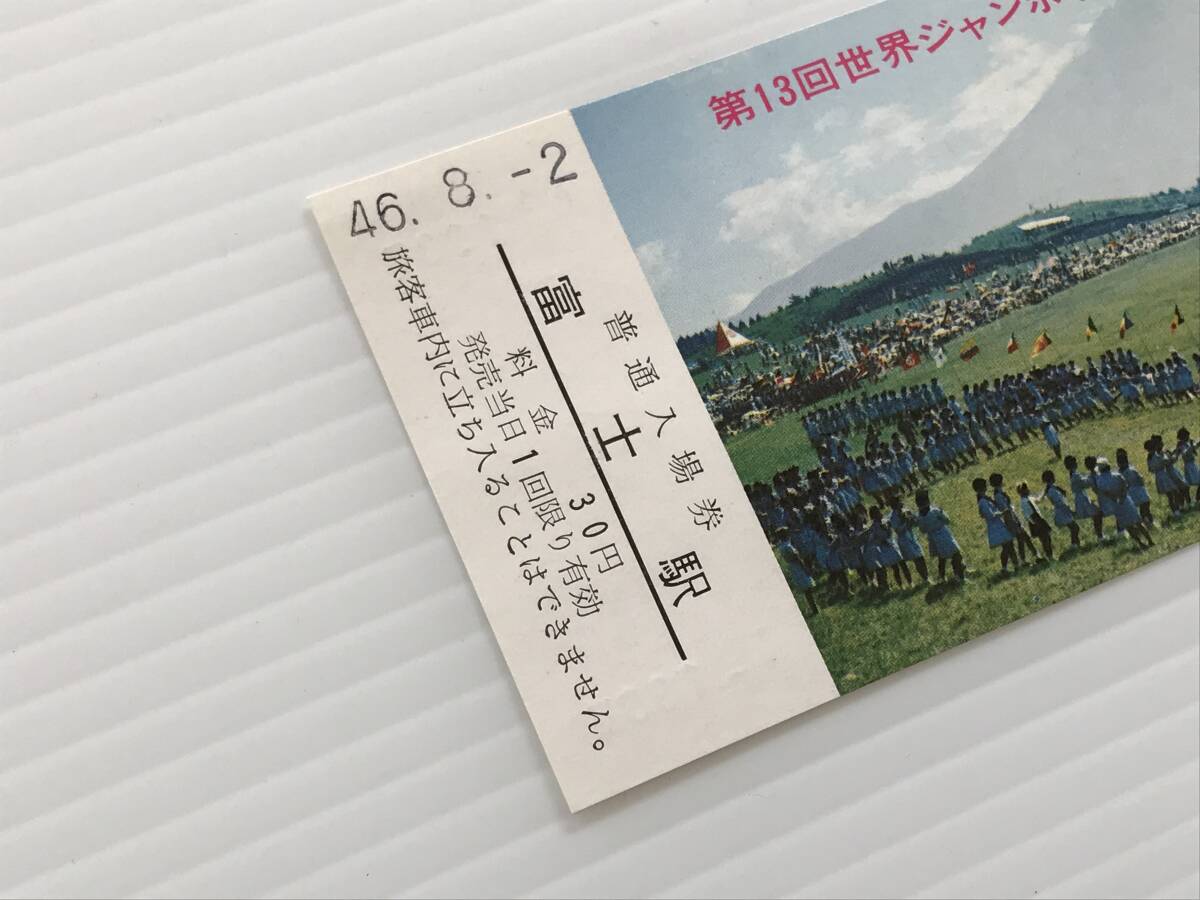 第13回世界ジャンボ
46. 8. -2
普通入場券
富士駅
料金 30円
発売当日1回限り有効
旅客車内に立ち入ることはできません。